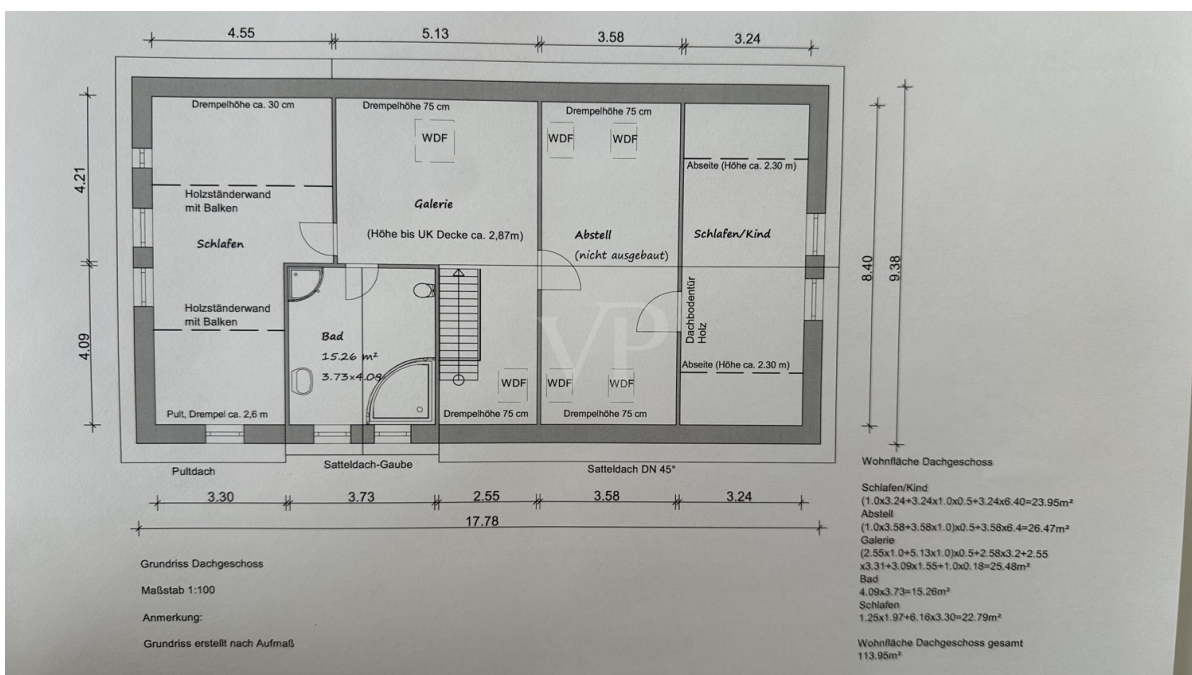 4.55 5.13 3.58 3.24
Drempelhöhe ca. 30 cm
Drempelhöhe 75 cm
Drempelhöhe 75 cm
WDF
WDF
WDF
Abseite (Höhe ca. 2.30 m)
4.21
Holzständerwand
mit Balken
Schlafen
Galerie
(Höhe bis UK Decke ca. 2,87m)
Abstell
(nicht ausgebaut)
Schlafen/Kind
8.40
9.38
Holzständerwand
mit Balken
Dachbodentür
Holz
VP
4.09
Bad
15.26 m²
3.73x4.09
Abseite (Höhe ca. 2.30 m)
WDF
WDF
WDF
Pult, Drempel ca. 2,6 m
Drempelhöhe 75 cm
Drempelhöhe 75 cm
Pultdach
Satteldach-Gaube
Satteldach DN 45°
3.30 3.73 2.55 3.58 3.24
17.78
Grundriss Dachgeschoss
Maßstab 1:100
Anmerkung:
Grundriss erstellt nach Aufmaß
Wohnfläche Dachgeschoss
Schlafen/Kind
(1.0x3.24+3.24x1.0x0.5+3.24x6.40=23.95m²
Abstell
(1.0x3.58+3.58x1.0)x0.5+3.58x6.4=26.47m²
Galerie
(2.55x1.0+5.13x1.0)x0.5+2.58x3.2+2.55
x3.31+3.09x1.55+1.0x0.18=25.48m²
Bad
4.09x3.73=15.26m²
Schlafen
1.25x1.97+6.16x3.30=22.79m²
Wohnfläche Dachgeschoss gesamt
113.95m²